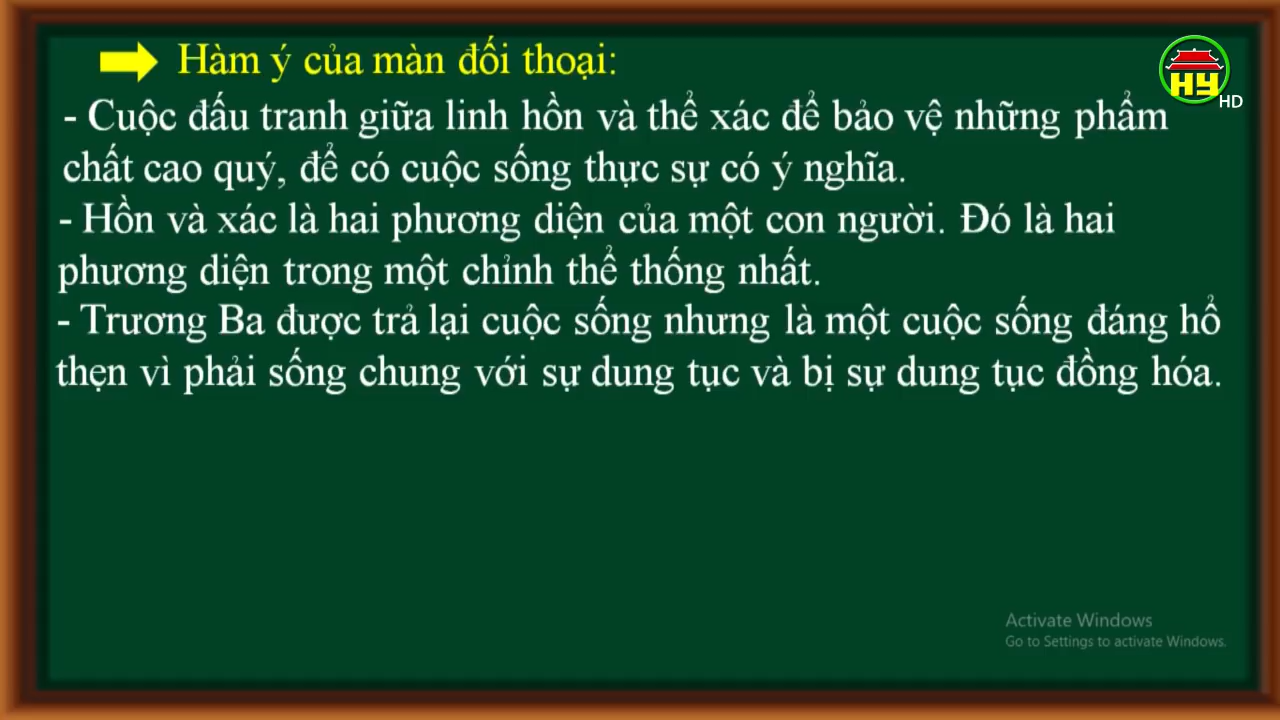 Hàm ý của màn đối thoại:
HY HD
- Cuộc đấu tranh giữa linh hồn và thể xác để bảo vệ những phẩm
chất cao quý, để có cuộc sống thực sự có ý nghĩa.
- Hồn và xác là hai phương diện của một con người. Đó là hai
phương diện trong một chỉnh thể thống nhất.
- Trương Ba được trả lại cuộc sống nhưng là một cuộc sống đáng hổ
thẹn vì phải sống chung với sự dung tục và bị sự dung tục đồng hóa.
Activate Windows
Go to Settings to activate Windows.